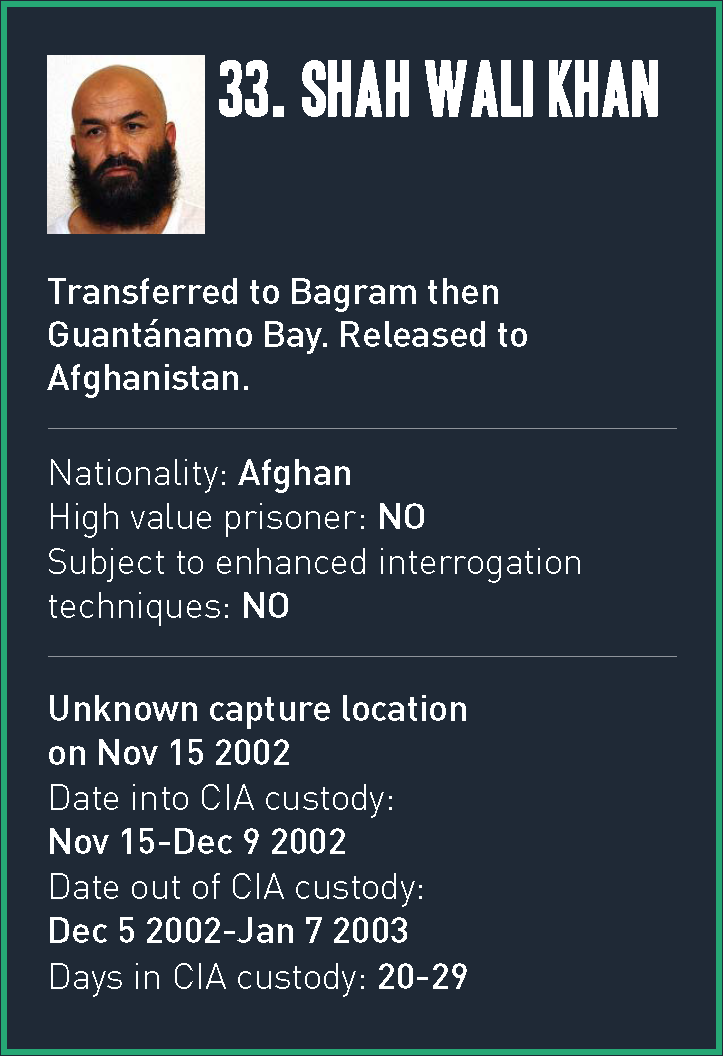 33. SHAH WALI KHAN
Transferred to Bagram then
Guantánamo Bay. Released to
Afghanistan.
Nationality: Afghan
High value prisoner: NO
Subject to enhanced interrogation
techniques: NO
Unknown capture location
on Nov 15 2002
Date into CIA custody:
Nov 15-Dec 9 2002
Date out of CIA custody:
Dec 5 2002-Jan 7 2003
Days in CIA custody: 20-29